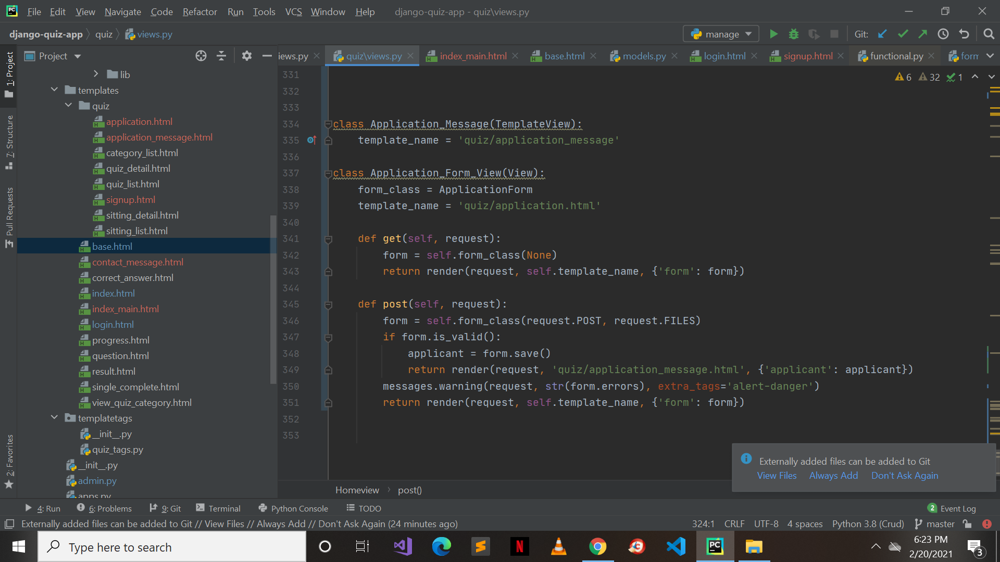 File Edit View Navigate Code Refactor Run Tools VCS Window Help django-quiz-app - quiz\views.py
django-quiz-app quiz views.py manage Git:
Project iews.py quiz\views.py index_main.html base.html models.py login.html signup.html functional.py form
1: Project
7: Structure
Pull Requests
2: Favorites
lib
templates
quiz
application.html
application_message.html
category_list.html
quiz_detail.html
quiz_list.html
signup.html
sitting_detail.html
sitting_list.html
base.html
contact_message.html
correct_answer.html
index.html
index_main.html
login.html
progress.html
question.html
result.html
single_complete.html
view_quiz_category.html
templatetags
__init__.py
quiz_tags.py
__init__.py
admin.py
apps.py
6 32 1
331
332
333
334 class Application_Message(TemplateView):
335 template_name = 'quiz/application_message'
336
337 class Application_Form_View(View):
338 form_class = ApplicationForm
339 template_name = 'quiz/application.html'
340
341 def get(self, request):
342 form = self.form_class(None)
343 return render(request, self.template_name, {'form': form})
344
345 def post(self, request):
346 form = self.form_class(request.POST, request.FILES)
347 if form.is_valid():
348 applicant = form.save()
349 return render(request, 'quiz/application_message.html', {'applicant': applicant})
350 messages.warning(request, str(form.errors), extra_tags='alert-danger')
351 return render(request, self.template_name, {'form': form})
352
353
Externally added files can be added to Git
View Files Always Add Don't Ask Again
Homeview post()
4: Run 6: Problems 9: Git Terminal Python Console TODO 2 Event Log
Externally added files can be added to Git // View Files // Always Add // Don't Ask Again (24 minutes ago) 324:1 CRLF UTF-8 4 spaces Python 3.8 (Crud) master
Type here to search
6:23 PM
2/20/2021
3